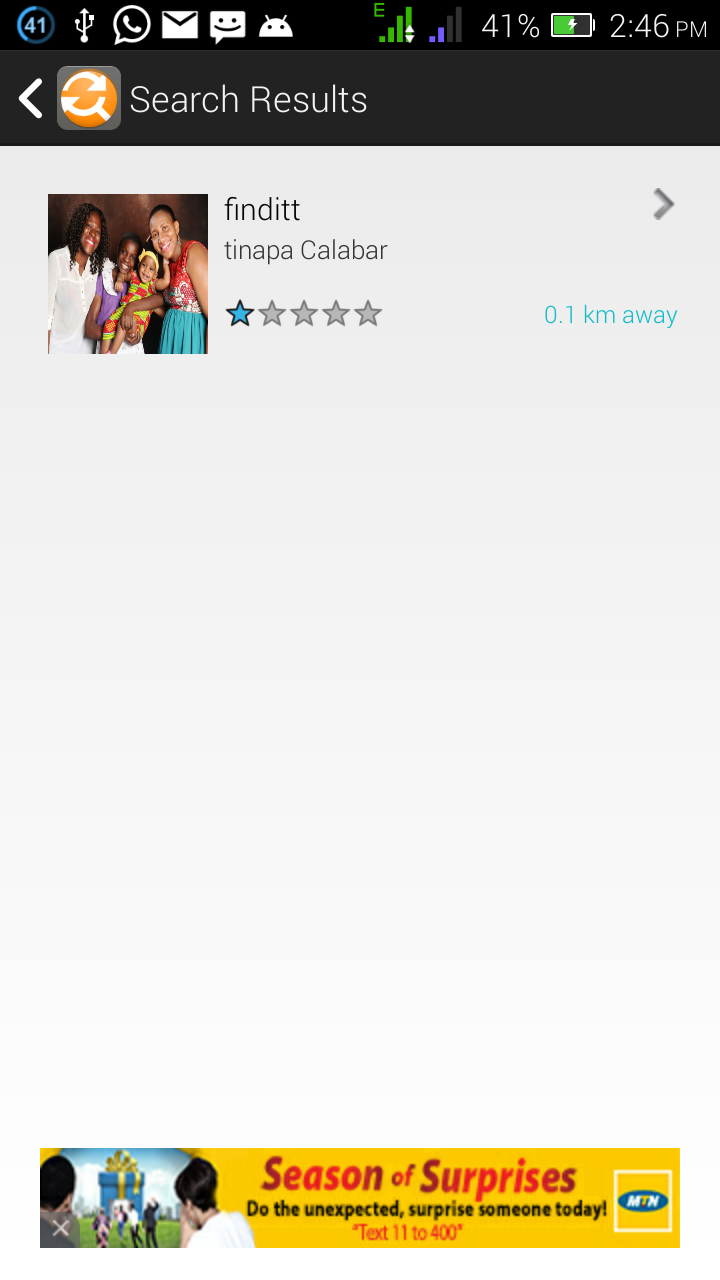 41
E
41%
2:46 PM
Search Results
finditt
tinapa Calabar
0.1 km away
Season of Surprises
Do the unexpected, surprise someone today!
"Text 11 to 400"
MTN